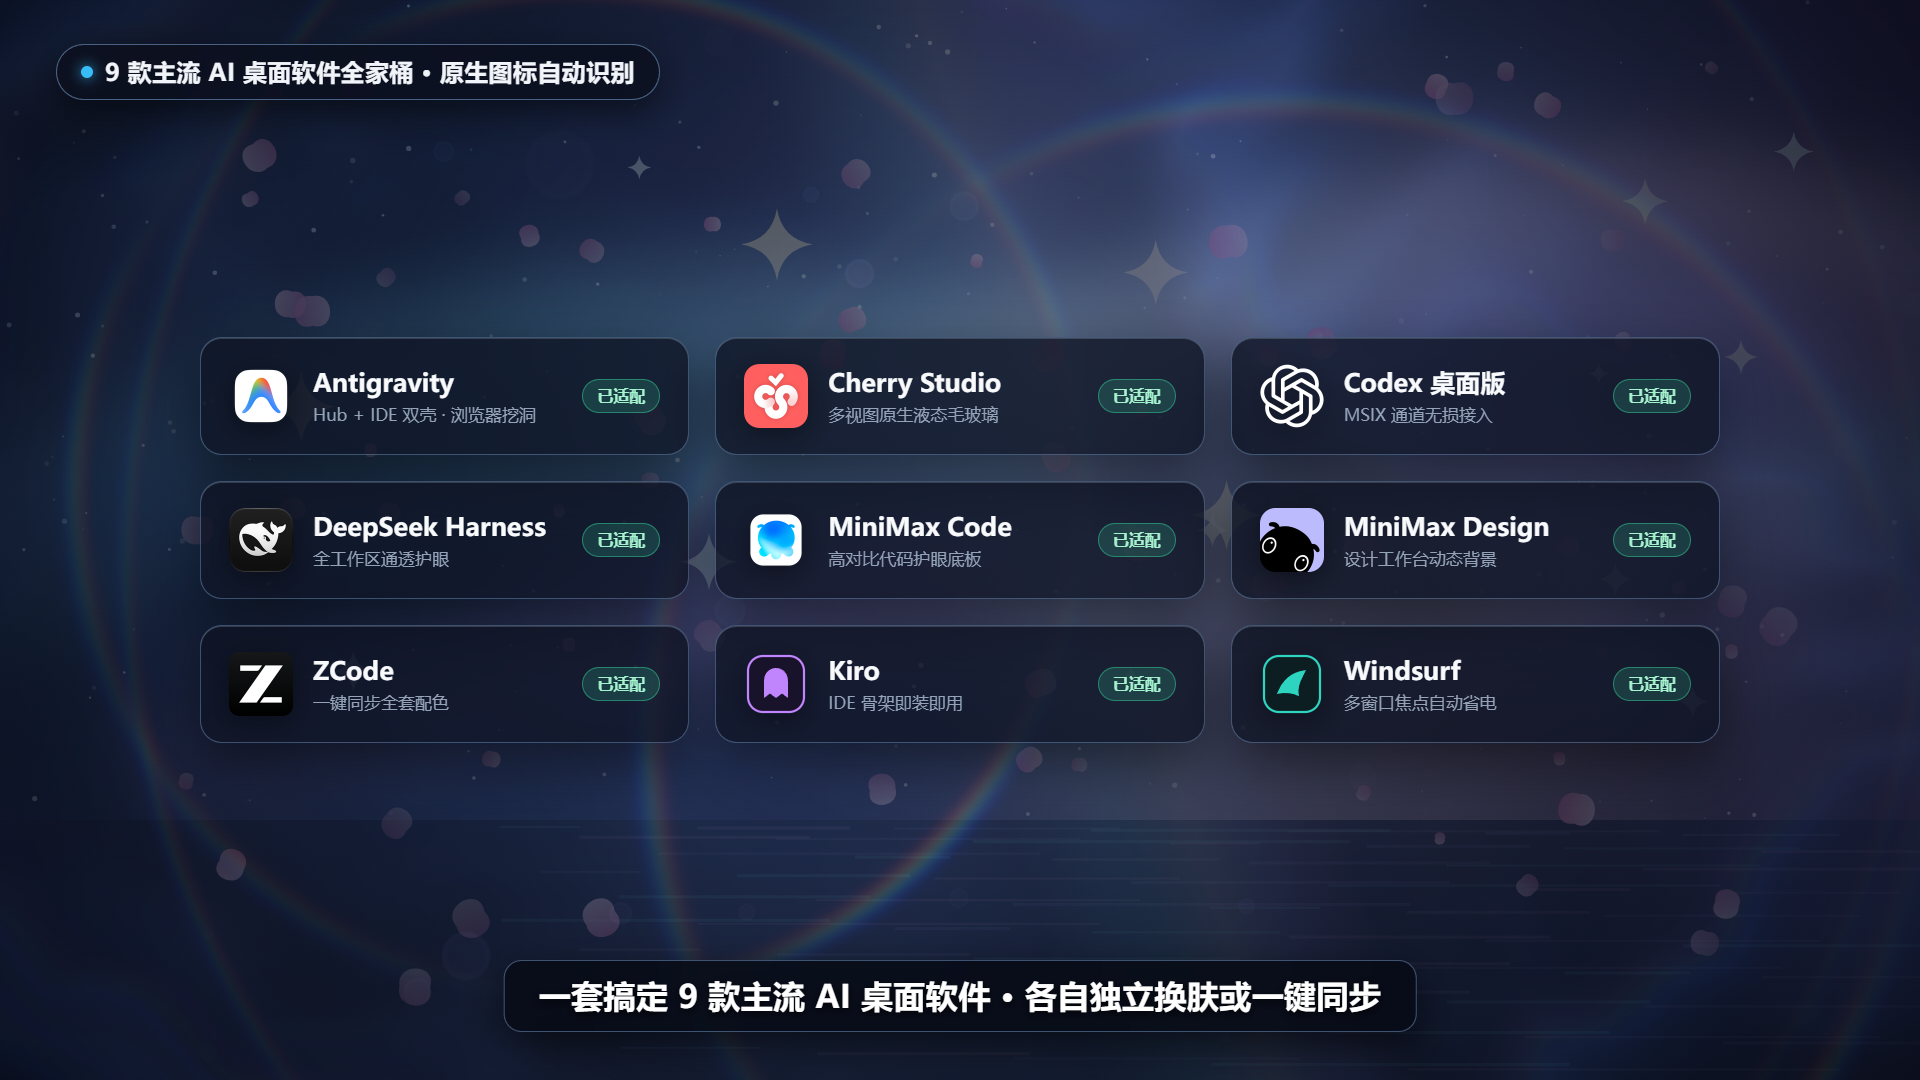 9 款主流 AI 桌面软件全家桶 • 原生图标自动识别
Antigravity
Hub + IDE 双壳 · 浏览器挖洞
已适配
Cherry Studio
多视图原生液态毛玻璃
已适配
Codex 桌面版
MSIX 通道无损接入
已适配
DeepSeek Harness
全工作区通透护眼
已适配
MiniMax Code
高对比代码护眼底板
已适配
MiniMax Design
设计工作台动态背景
已适配
ZCode
一键同步全套配色
已适配
Kiro
IDE 骨架即装即用
已适配
Windsurf
多窗口焦点自动省电
已适配
一套搞定 9 款主流 AI 桌面软件 • 各自独立换肤或一键同步